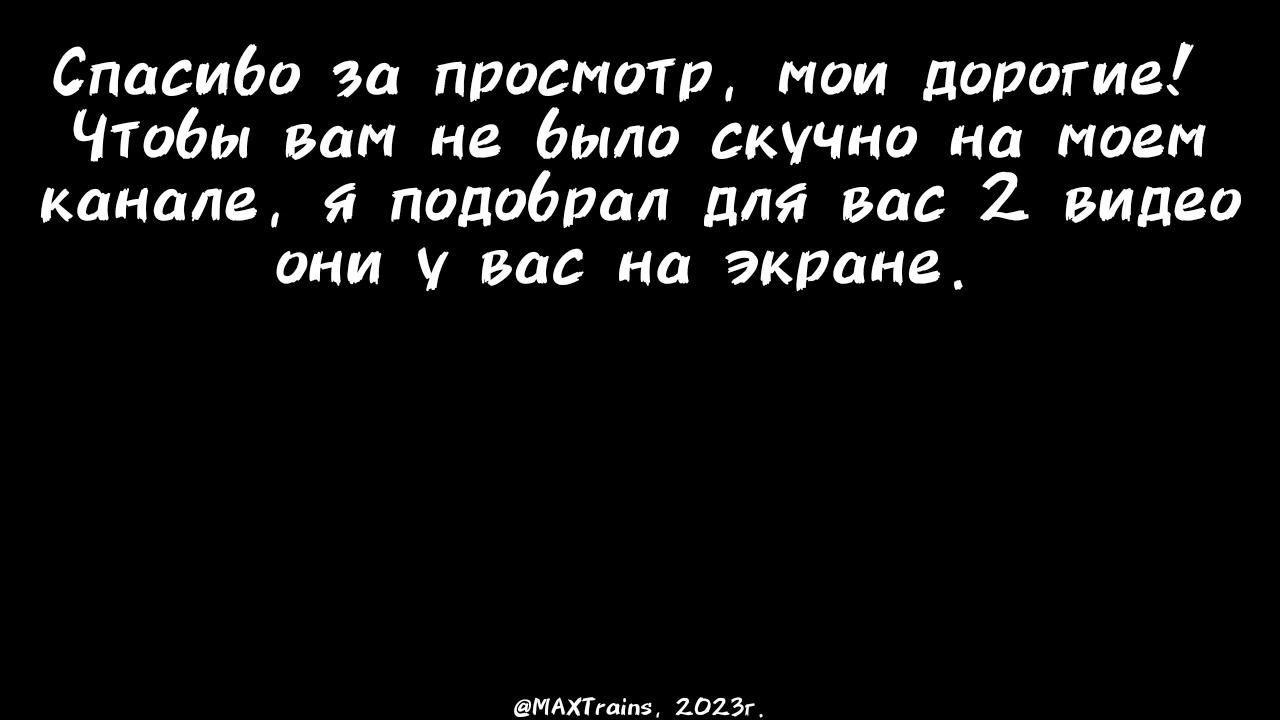 Спасибо за просмотр, мои дорогие!
Чтобы вам не было скучно на моем
канале, я подобрал для вас 2 видео
они у вас на экране.
@MAXTrains, 2023г.